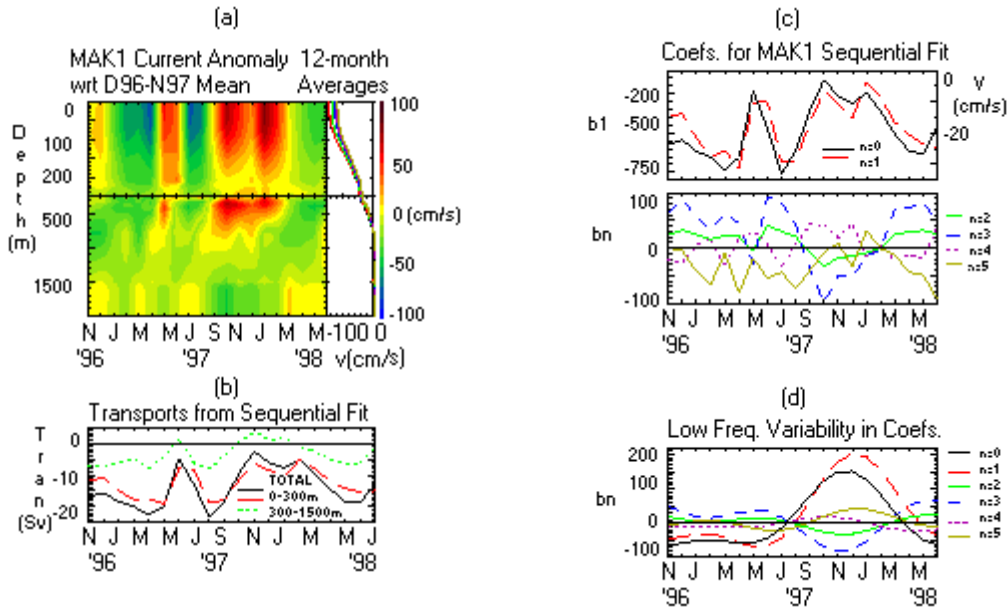 (a)
MAK1 Current Anomaly 12-month
wrt D96-N97 Mean Averages
Depth (m)
0
100
200
500
1500
100
50
0 (cm/s)
-50
-100
N J M M J S N J M M -100 0
'96 '97 '98 v(cm/s)
(b)
Transports from Sequential Fit
Tran (Sv)
0
-10
-20
TOTAL
0-300m
300-1500m
N J M M J S N J M M J
'96 '97 '98
(c)
Coefs. for MAK1 Sequential Fit
b1
-200
-500
-750
0 V
(cm/s)
-20
n=0
n=1
bn
100
0
-100
n=2
n=3
n=4
n=5
N J M M J S N J M M
'96 '97 '98
(d)
Low Freq. Variability in Coefs.
bn
200
100
0
-100
n=0
n=1
n=2
n=3
n=4
n=5
N J M M J S N J M M
'96 '97 '98